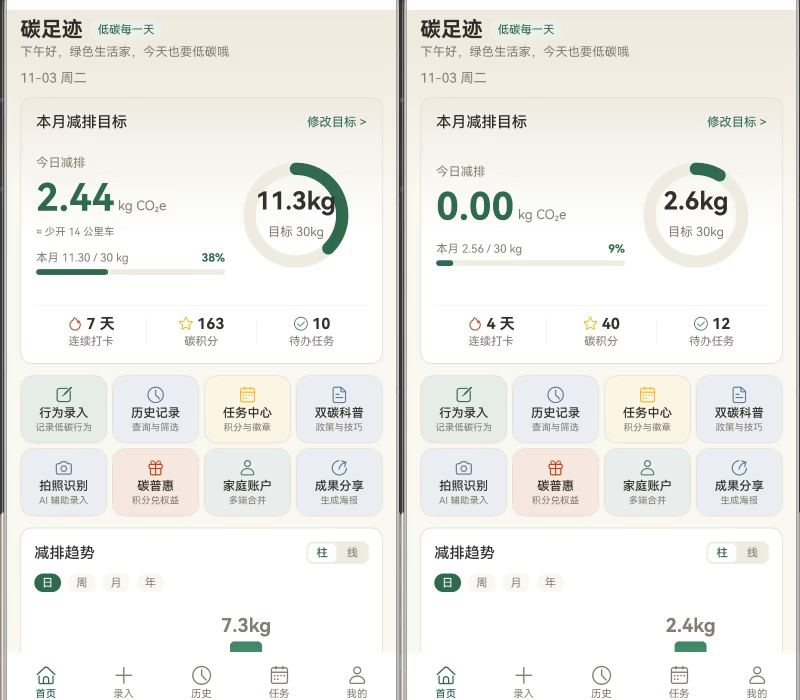 碳足迹 低碳每一天
下午好，绿色生活家，今天也要低碳哦
11-03 周二
本月减排目标 修改目标 >
今日减排
2.44 kg CO₂e
≈ 少开 14 公里车
本月 11.30 / 30 kg 38%
11.3kg
目标 30kg
7 天 163 10
连续打卡 碳积分 待办任务
行为录入 历史记录 任务中心 双碳科普
记录低碳行为 查询与筛选 积分与徽章 政策与技巧
拍照识别 碳普惠 家庭账户 成果分享
AI 辅助录入 积分兑权益 多端合并 生成海报
减排趋势 柱 线
日 周 月 年
7.3kg
首页 录入 历史 任务 我的
碳足迹 低碳每一天
下午好，绿色生活家，今天也要低碳哦
11-03 周二
本月减排目标 修改目标 >
今日减排
0.00 kg CO₂e
本月 2.56 / 30 kg 9%
2.6kg
目标 30kg
4 天 40 12
连续打卡 碳积分 待办任务
行为录入 历史记录 任务中心 双碳科普
记录低碳行为 查询与筛选 积分与徽章 政策与技巧
拍照识别 碳普惠 家庭账户 成果分享
AI 辅助录入 积分兑权益 多端合并 生成海报
减排趋势 柱 线
日 周 月 年
2.4kg
首页 录入 历史 任务 我的